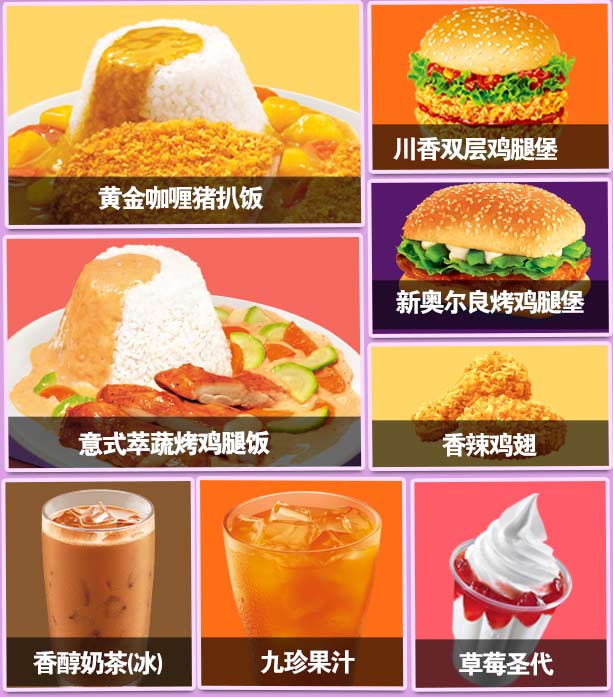 黄金咖喱猪扒饭
川香双层鸡腿堡
新奥尔良烤鸡腿堡
意式萃蔬烤鸡腿饭
香辣鸡翅
香醇奶茶(冰)
九珍果汁
草莓圣代